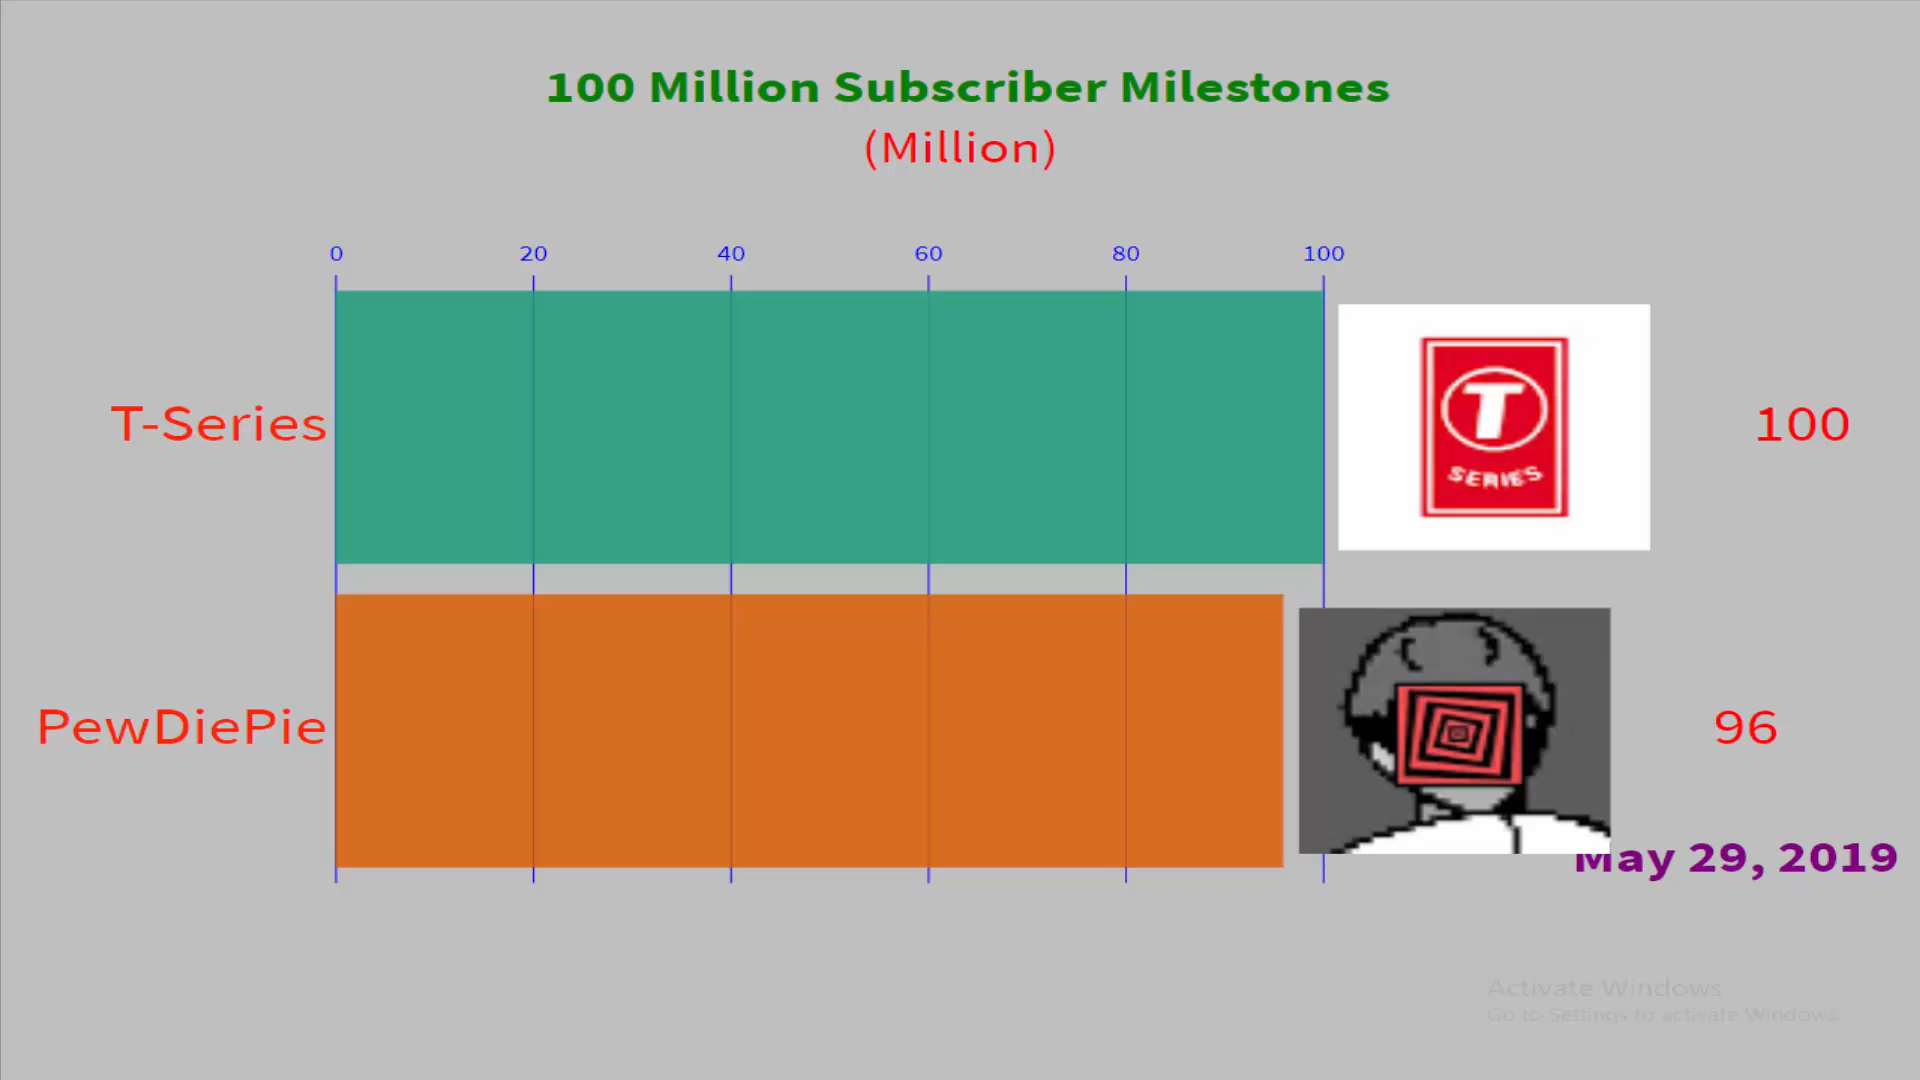 100 Million Subscriber Milestones
(Million)
0 20 40 60 80 100
T-Series
T
SERIES
100
PewDiePie
96
May 29, 2019
Activate Windows
Go to Settings to activate Windows.